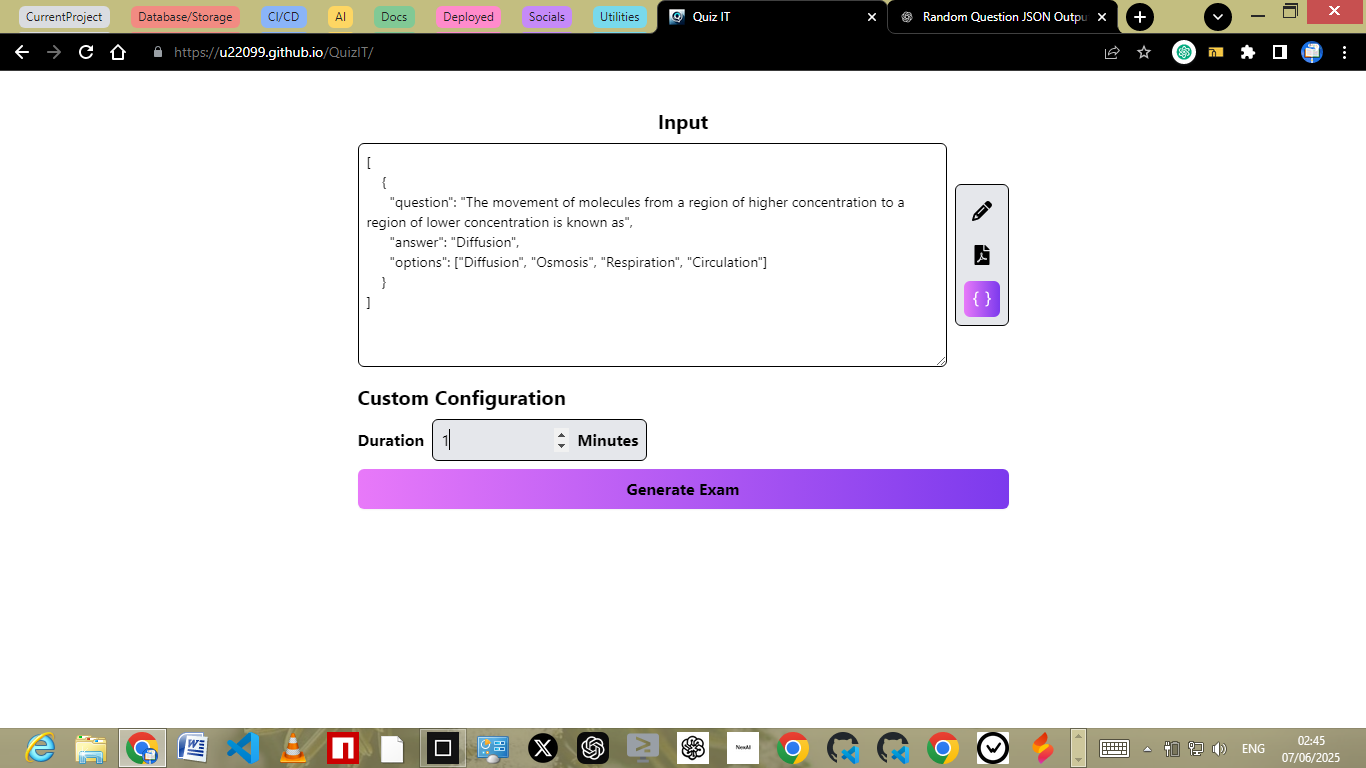 CurrentProject Database/Storage CI/CD AI Docs Deployed Socials Utilities Quiz IT Random Question JSON Outpu
https://u22099.github.io/QuizIT/
Input
[
{
"question": "The movement of molecules from a region of higher concentration to a
region of lower concentration is known as",
"answer": "Diffusion",
"options": ["Diffusion", "Osmosis", "Respiration", "Circulation"]
}
]
{ }
Custom Configuration
Duration 1 Minutes
Generate Exam
NexAI
ENG
02:45
07/06/2025